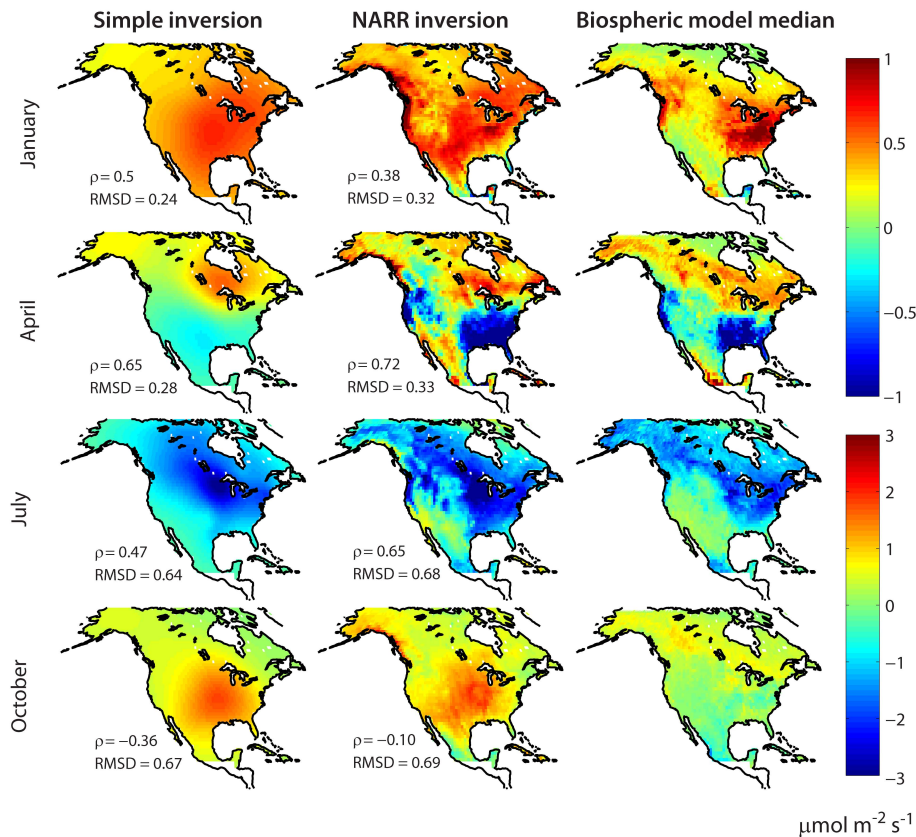 Simple inversion NARR inversion Biospheric model median
January
ρ = 0.5
RMSD = 0.24
ρ = 0.38
RMSD = 0.32
1
0.5
0
−0.5
−1
April
ρ = 0.65
RMSD = 0.28
ρ = 0.72
RMSD = 0.33
July
ρ = 0.47
RMSD = 0.64
ρ = 0.65
RMSD = 0.68
3
2
1
0
−1
−2
−3
October
ρ = −0.36
RMSD = 0.67
ρ = −0.10
RMSD = 0.69
μmol m⁻² s⁻¹